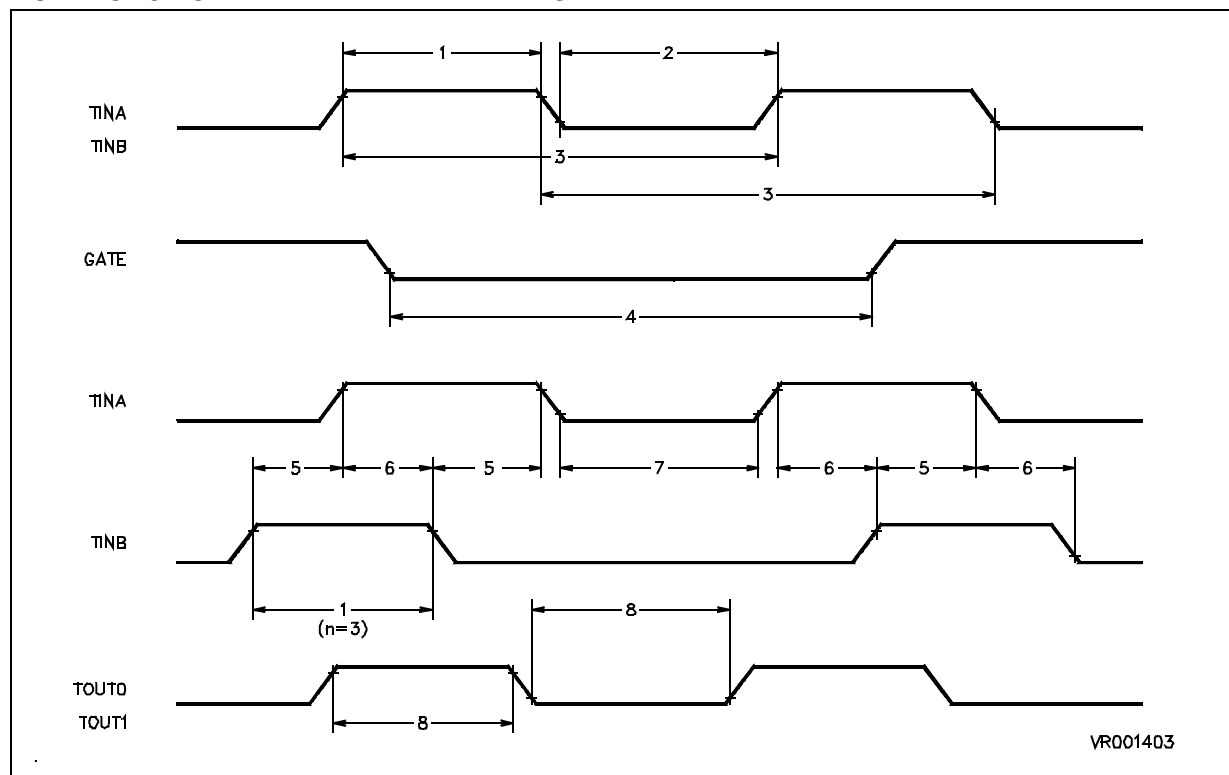 1 2
TINA
TINB
3
3
GATE
4
TINA
5 6 5 7 6 5 6
TINB
1 8
(n=3)
TOUT0
TOUT1
8
VR001403